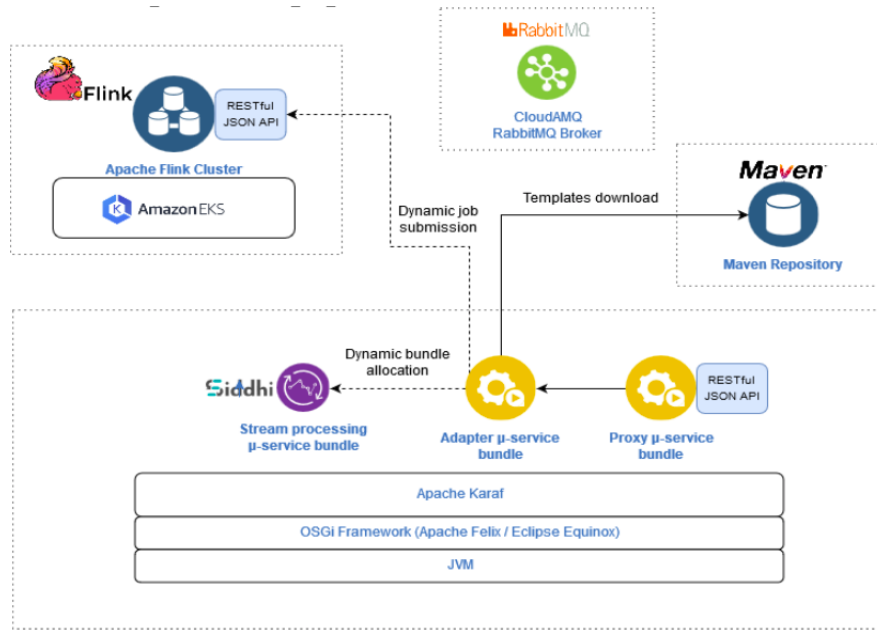 RabbitMQ
CloudAMQ
RabbitMQ Broker
Flink
RESTful
JSON API
Apache Flink Cluster
Amazon EKS
Maven
Maven Repository
Templates download
Dynamic job
submission
Dynamic bundle
allocation
Siddhi
Stream processing
μ-service bundle
Adapter μ-service
bundle
Proxy μ-service
bundle
RESTful
JSON API
Apache Karaf
OSGi Framework (Apache Felix / Eclipse Equinox)
JVM